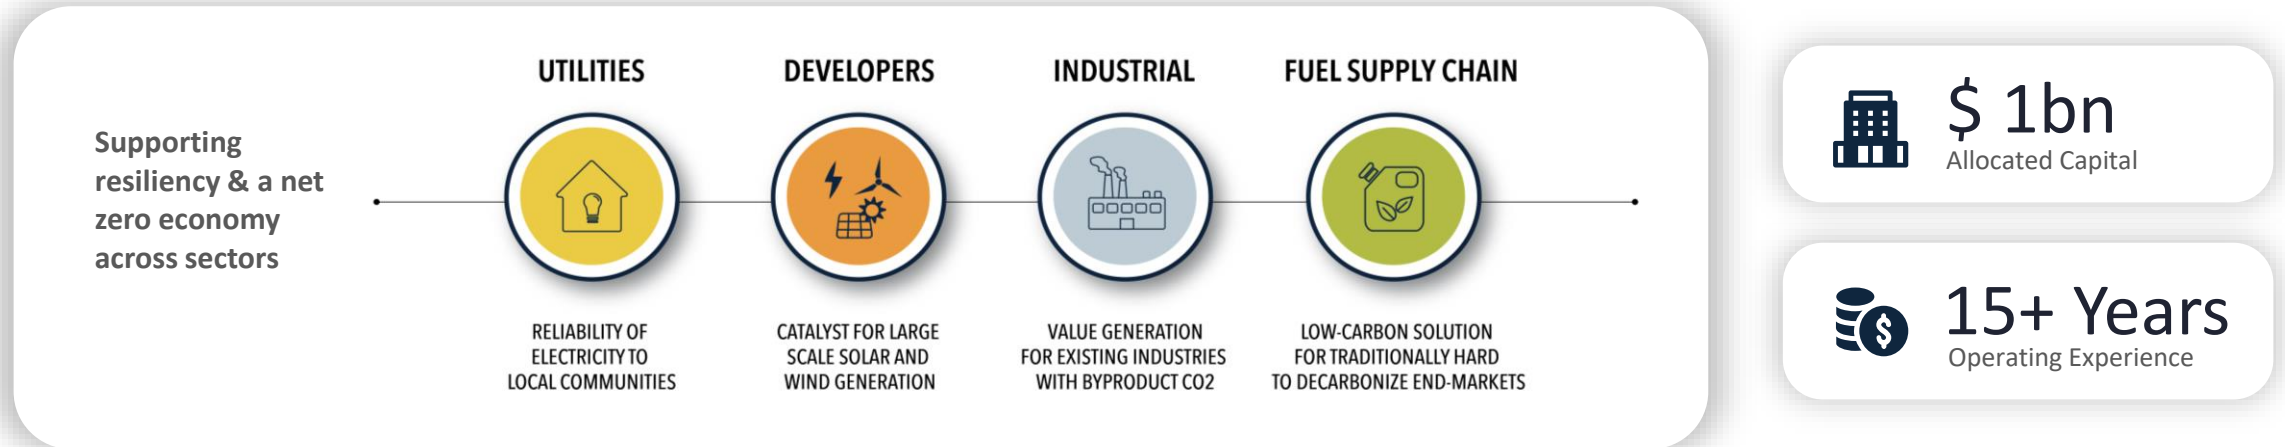 Supporting
resiliency & a net
zero economy
across sectors
UTILITIES
RELIABILITY OF
ELECTRICITY TO
LOCAL COMMUNITIES
DEVELOPERS
CATALYST FOR LARGE
SCALE SOLAR AND
WIND GENERATION
INDUSTRIAL
VALUE GENERATION
FOR EXISTING INDUSTRIES
WITH BYPRODUCT CO2
FUEL SUPPLY CHAIN
LOW-CARBON SOLUTION
FOR TRADITIONALLY HARD
TO DECARBONIZE END-MARKETS
$ 1bn
Allocated Capital
15+ Years
Operating Experience